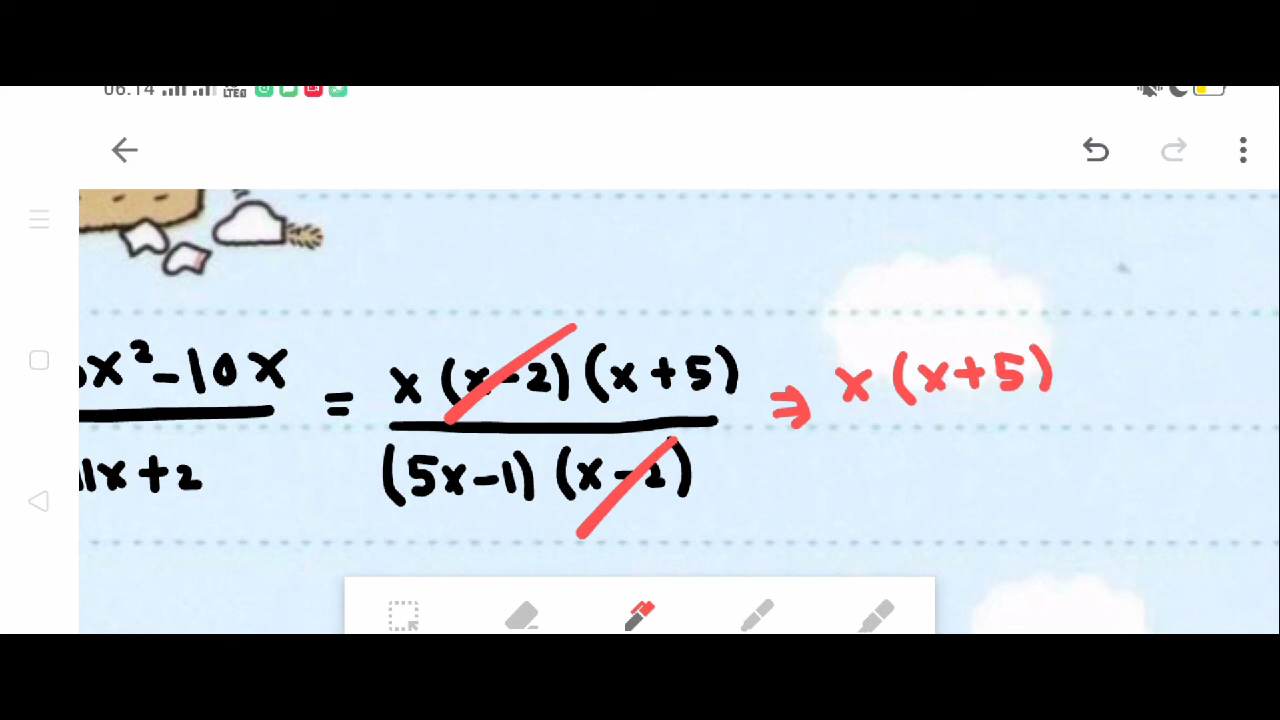 06.14
x² - 10x = x (x-2) (x+5) ⇒ x (x+5)
1x + 2 (5x-1) (x-2)